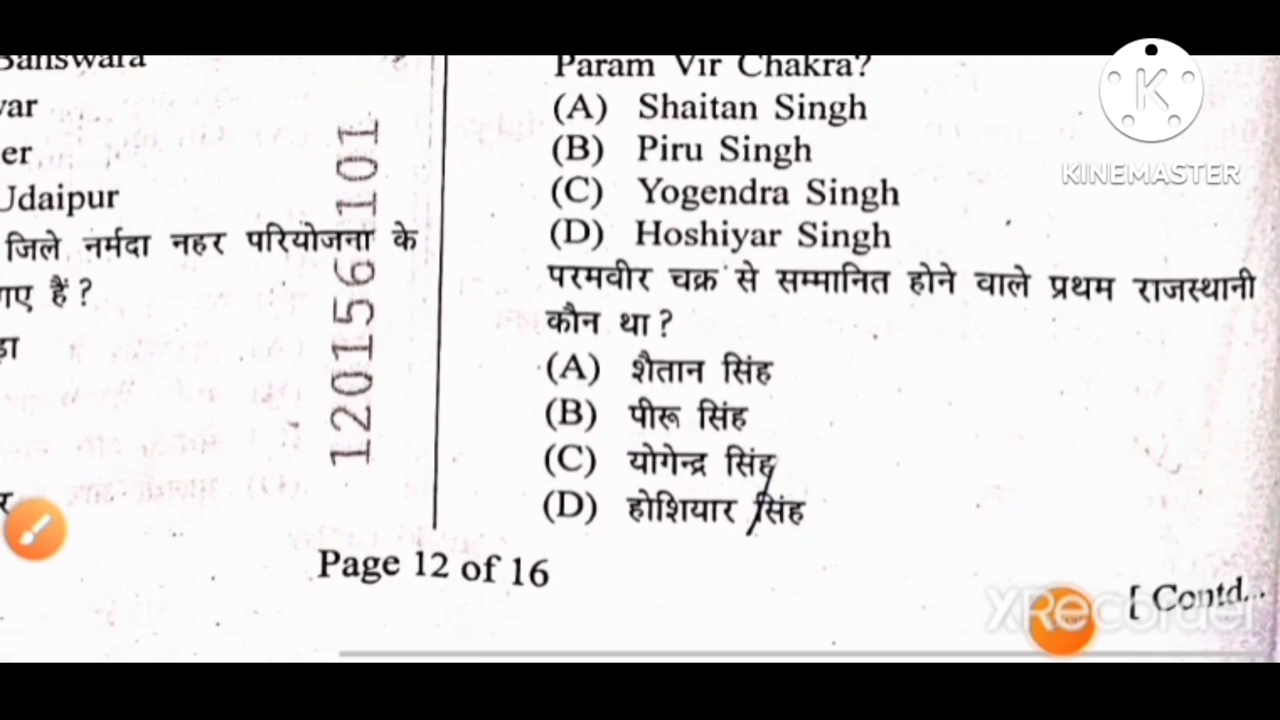 Banswara
war
er
Udaipur
जिले नर्मदा नहर परियोजना के
गए हैं ?
ड़ा
र
1201561101
Param Vir Chakra?
(A) Shaitan Singh
(B) Piru Singh
(C) Yogendra Singh
(D) Hoshiyar Singh
परमवीर चक्र से सम्मानित होने वाले प्रथम राजस्थानी
कौन था ?
(A) शैतान सिंह
(B) पीरू सिंह
(C) योगेन्द्र सिंह
(D) होशियार सिंह
Page 12 of 16
[ Contd...
K
KINEMASTER
XRecorder